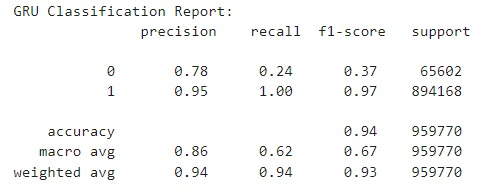 GRU Classification Report:
precision recall f1-score support
0 0.78 0.24 0.37 65602
1 0.95 1.00 0.97 894168
accuracy 0.94 959770
macro avg 0.86 0.62 0.67 959770
weighted avg 0.94 0.94 0.93 959770